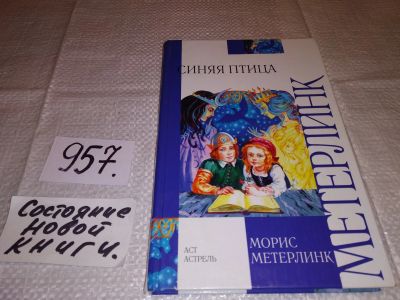 СИНЯЯ ПТИЦА
МЕТЕРЛИНК
957.
Состояние
новой
книги.
АСТ
АСТРЕЛЬ
МОРИС
МЕТЕРЛИНК